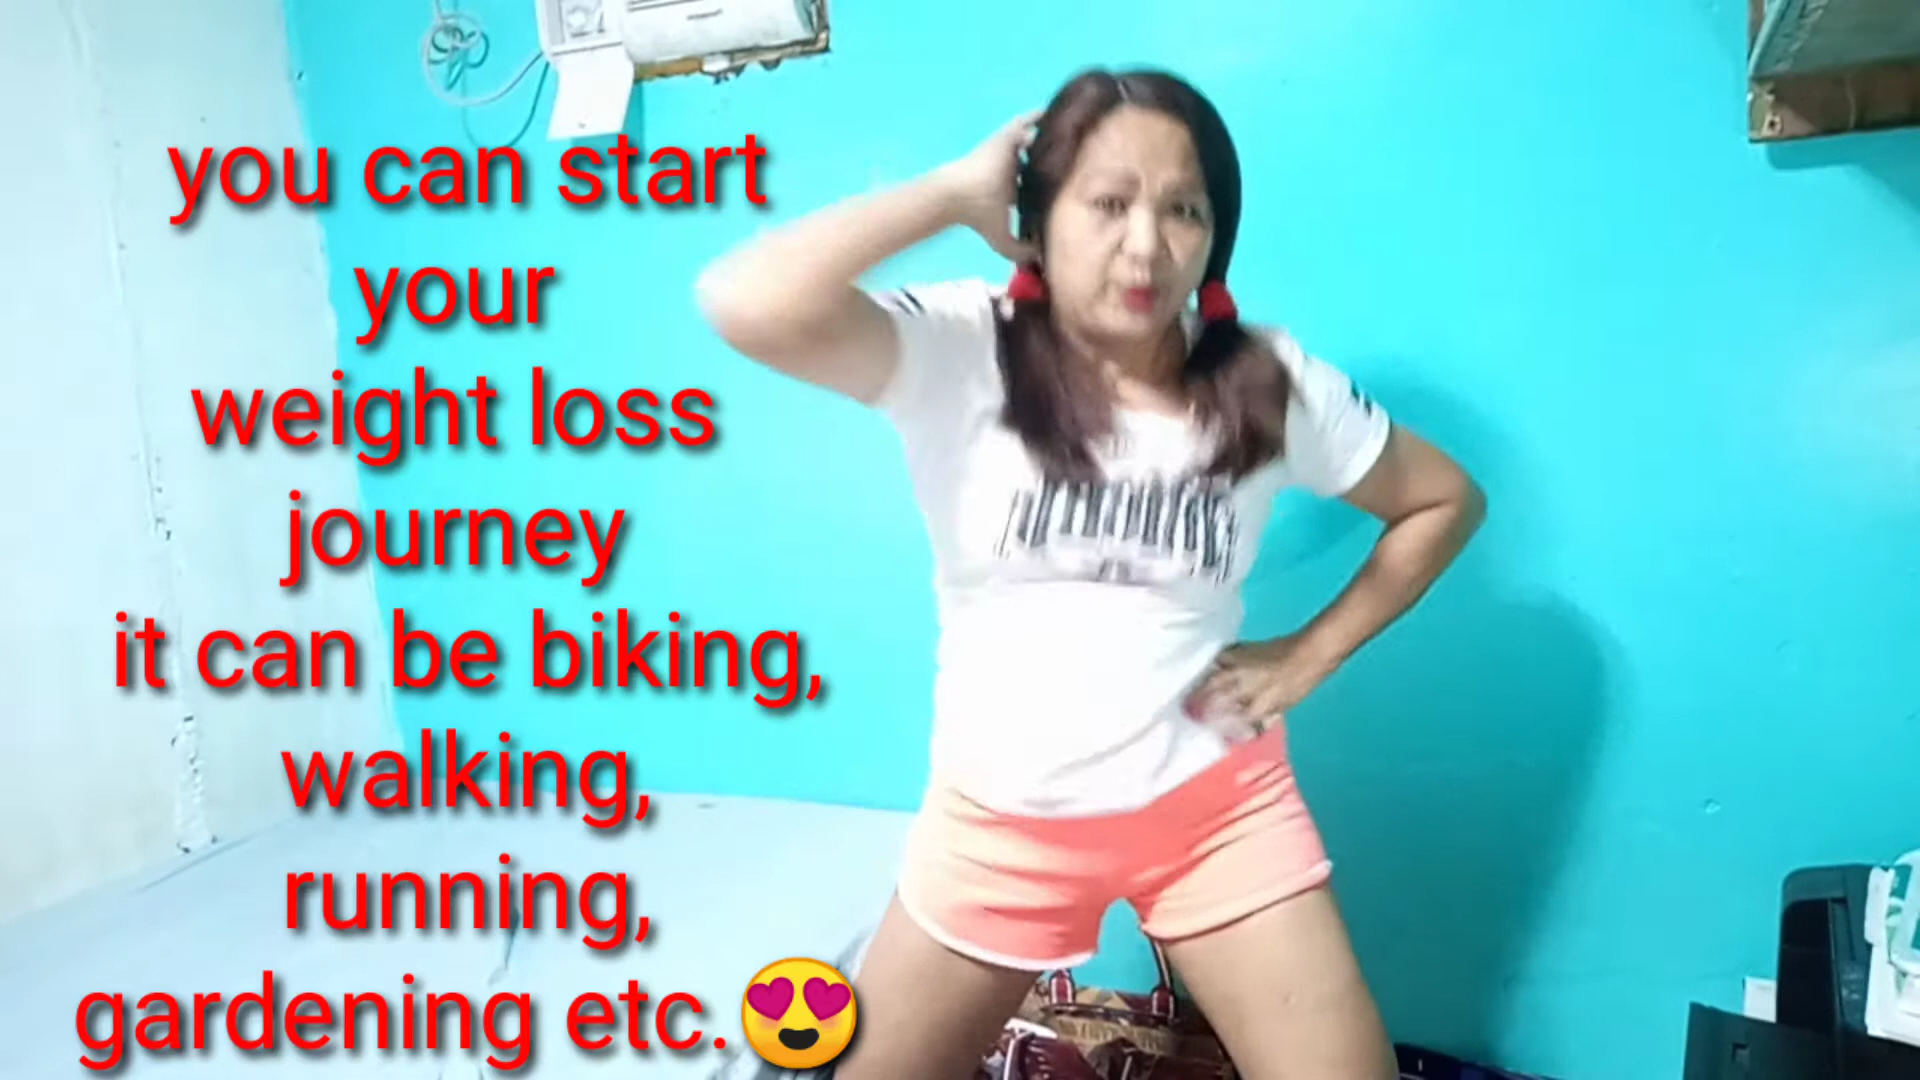 you can start
your
weight loss
journey
it can be biking,
walking,
running,
gardening etc.😍